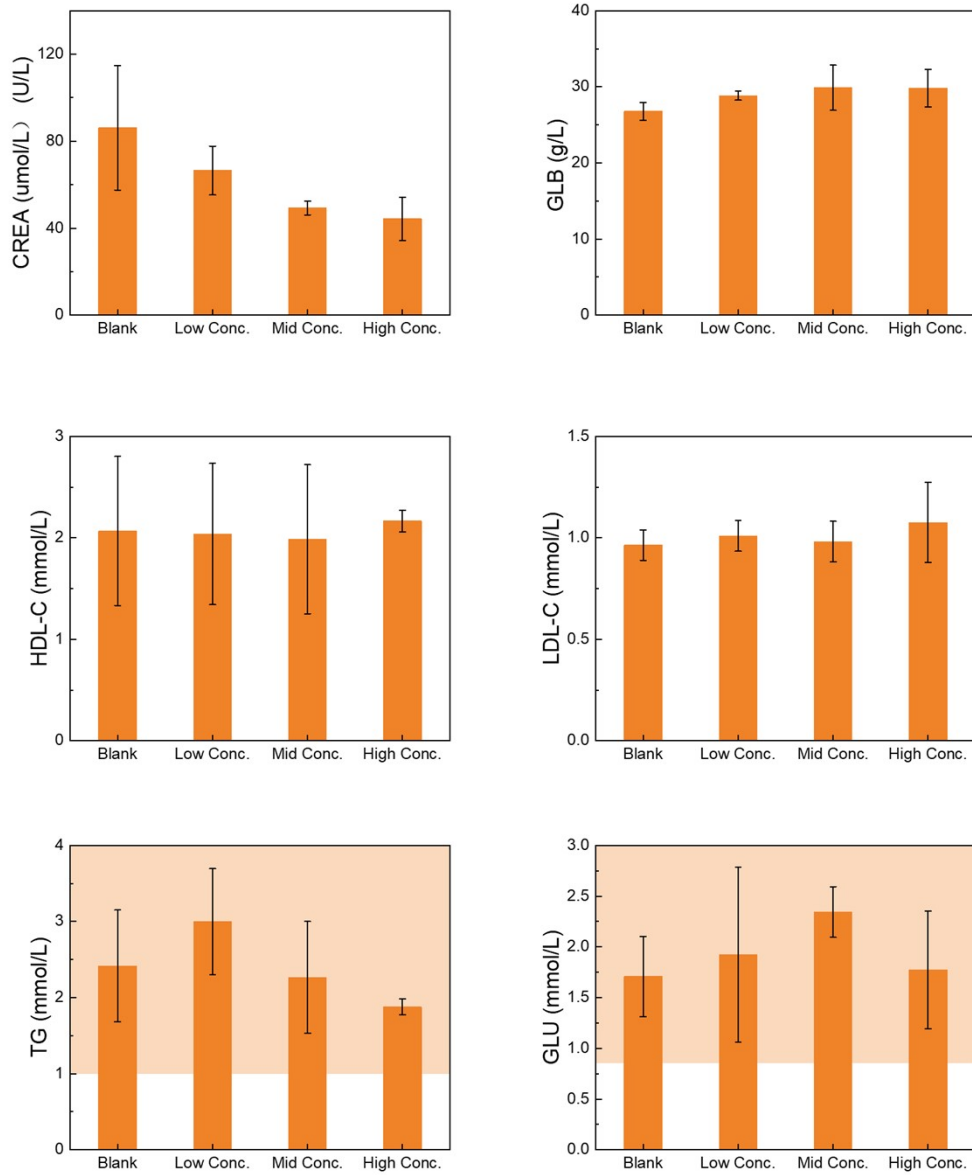 CREA (umol/L） (U/L)
120
80
40
0
Blank Low Conc. Mid Conc. High Conc.
GLB (g/L)
40
30
20
10
0
Blank Low Conc. Mid Conc. High Conc.
HDL-C (mmol/L)
3
2
1
0
Blank Low Conc. Mid Conc. High Conc.
LDL-C (mmol/L)
1.5
1.0
0.5
0.0
Blank Low Conc. Mid Conc. High Conc.
TG (mmol/L)
4
3
2
1
0
Blank Low Conc. Mid Conc. High Conc.
GLU (mmol/L)
3.0
2.5
2.0
1.5
1.0
0.5
0.0
Blank Low Conc. Mid Conc. High Conc.